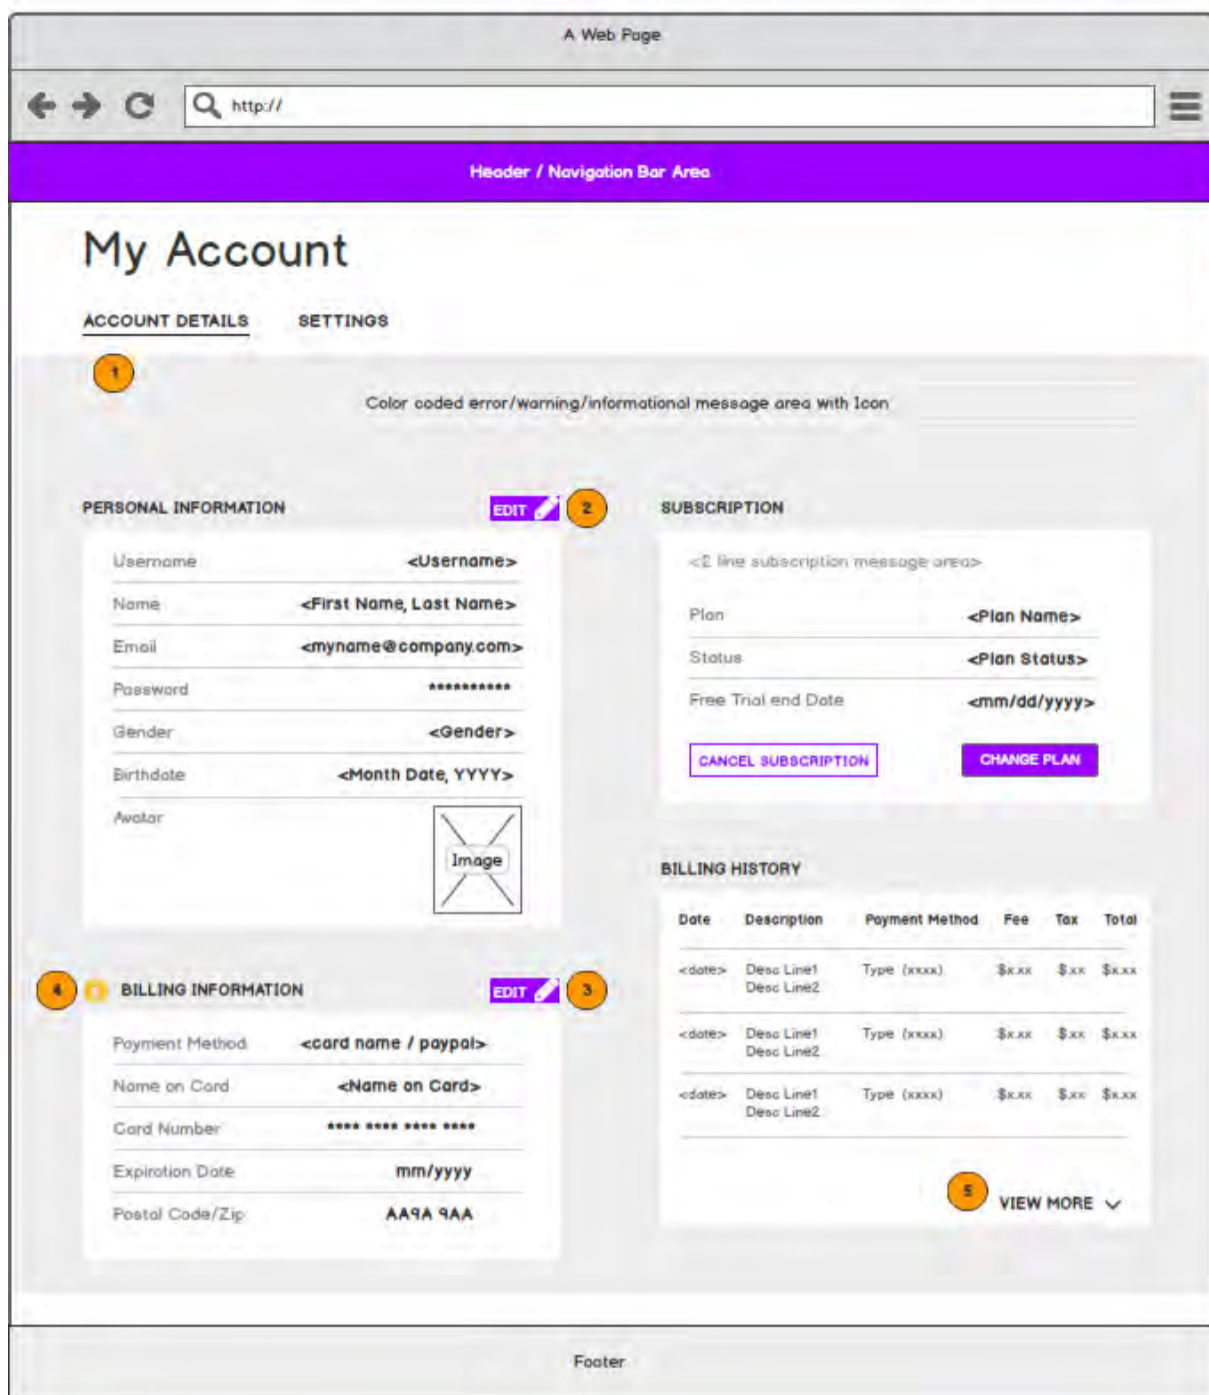 A Web Page
http://
Header / Navigation Bar Area
My Account
ACCOUNT DETAILS SETTINGS
1
Color coded error/warning/informational message area with Icon
PERSONAL INFORMATION EDIT 2
Username <Username>
Name <First Name, Last Name>
Email <myname@company.com>
Password **********
Gender <Gender>
Birthdate <Month Date, YYYY>
Avatar
Image
4 BILLING INFORMATION EDIT 3
Payment Method <card name / paypal>
Name on Card <Name on Card>
Card Number **** **** **** ****
Expiration Date mm/yyyy
Postal Code/Zip AA9A 9AA
SUBSCRIPTION
<2 line subscription message area>
Plan <Plan Name>
Status <Plan Status>
Free Trial end Date <mm/dd/yyyy>
CANCEL SUBSCRIPTION CHANGE PLAN
BILLING HISTORY
Date Description Payment Method Fee Tax Total
<date> Desc Line1 Type (xxxx) $x.xx $.xx $x.xx
Desc Line2
<date> Desc Line1 Type (xxxx) $x.xx $.xx $x.xx
Desc Line2
<date> Desc Line1 Type (xxxx) $x.xx $.xx $x.xx
Desc Line2
5 VIEW MORE
Footer